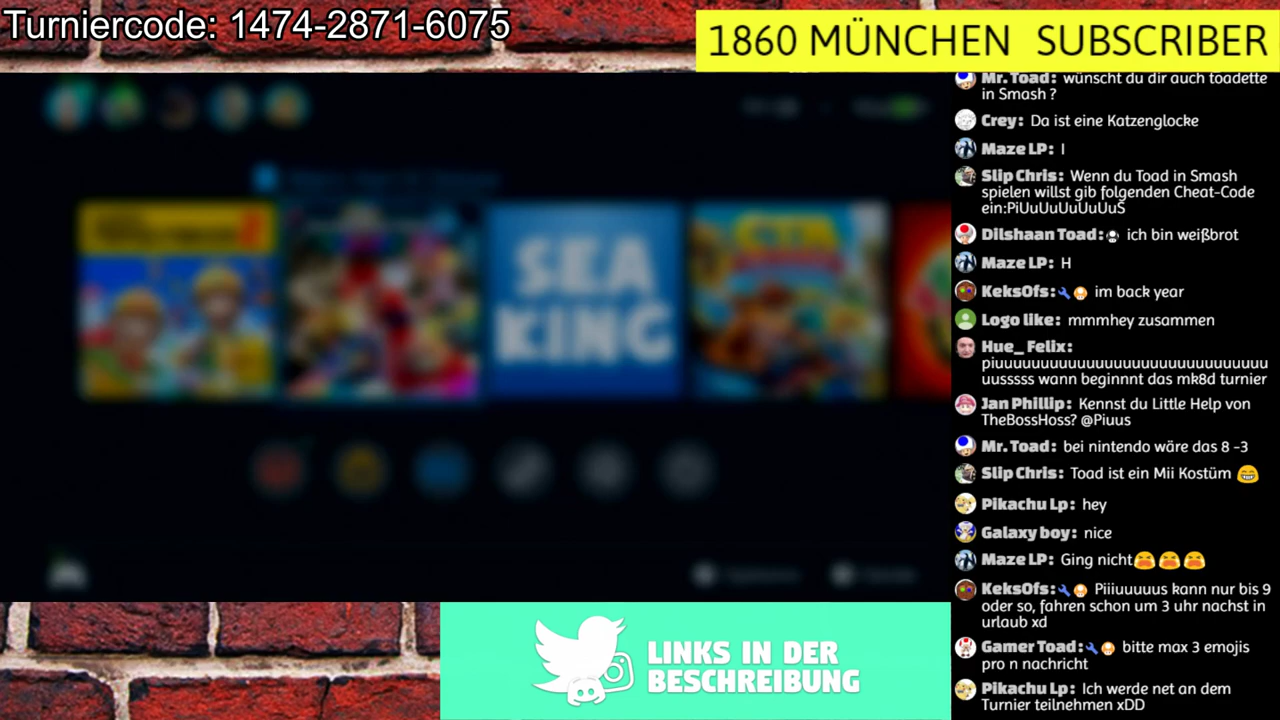 Turniercode: 1474-2871-6075
1860 MÜNCHEN SUBSCRIBER
SEA
KING
Mr. Toad: wünscht du dir auch toadette
in Smash ?
Crey: Da ist eine Katzenglocke
Maze LP: I
Slip Chris: Wenn du Toad in Smash
spielen willst gib folgenden Cheat-Code
ein:PiUuUuUuUuUuS
Dilshaan Toad: ich bin weißbrot
Maze LP: H
KeksOfs: im back year
Logo like: mmmhey zusammen
Hue_Felix:
piuuuuuuuuuuuuuuuuuuuuuuuuuuuuuu
uusssss wann beginnnt das mk8d turnier
Jan Phillip: Kennst du Little Help von
TheBossHoss? @Piuus
Mr. Toad: bei nintendo wäre das 8 -3
Slip Chris: Toad ist ein Mii Kostüm 😁
Pikachu Lp: hey
Galaxy boy: nice
Maze LP: Ging nicht😫😫😫
KeksOfs: Piiiuuuuus kann nur bis 9
oder so, fahren schon um 3 uhr nachst in
urlaub xd
Gamer Toad: bitte max 3 emojis
pro n nachricht
Pikachu Lp: Ich werde net an dem
Turnier teilnehmen xDD
LINKS IN DER
BESCHREIBUNG